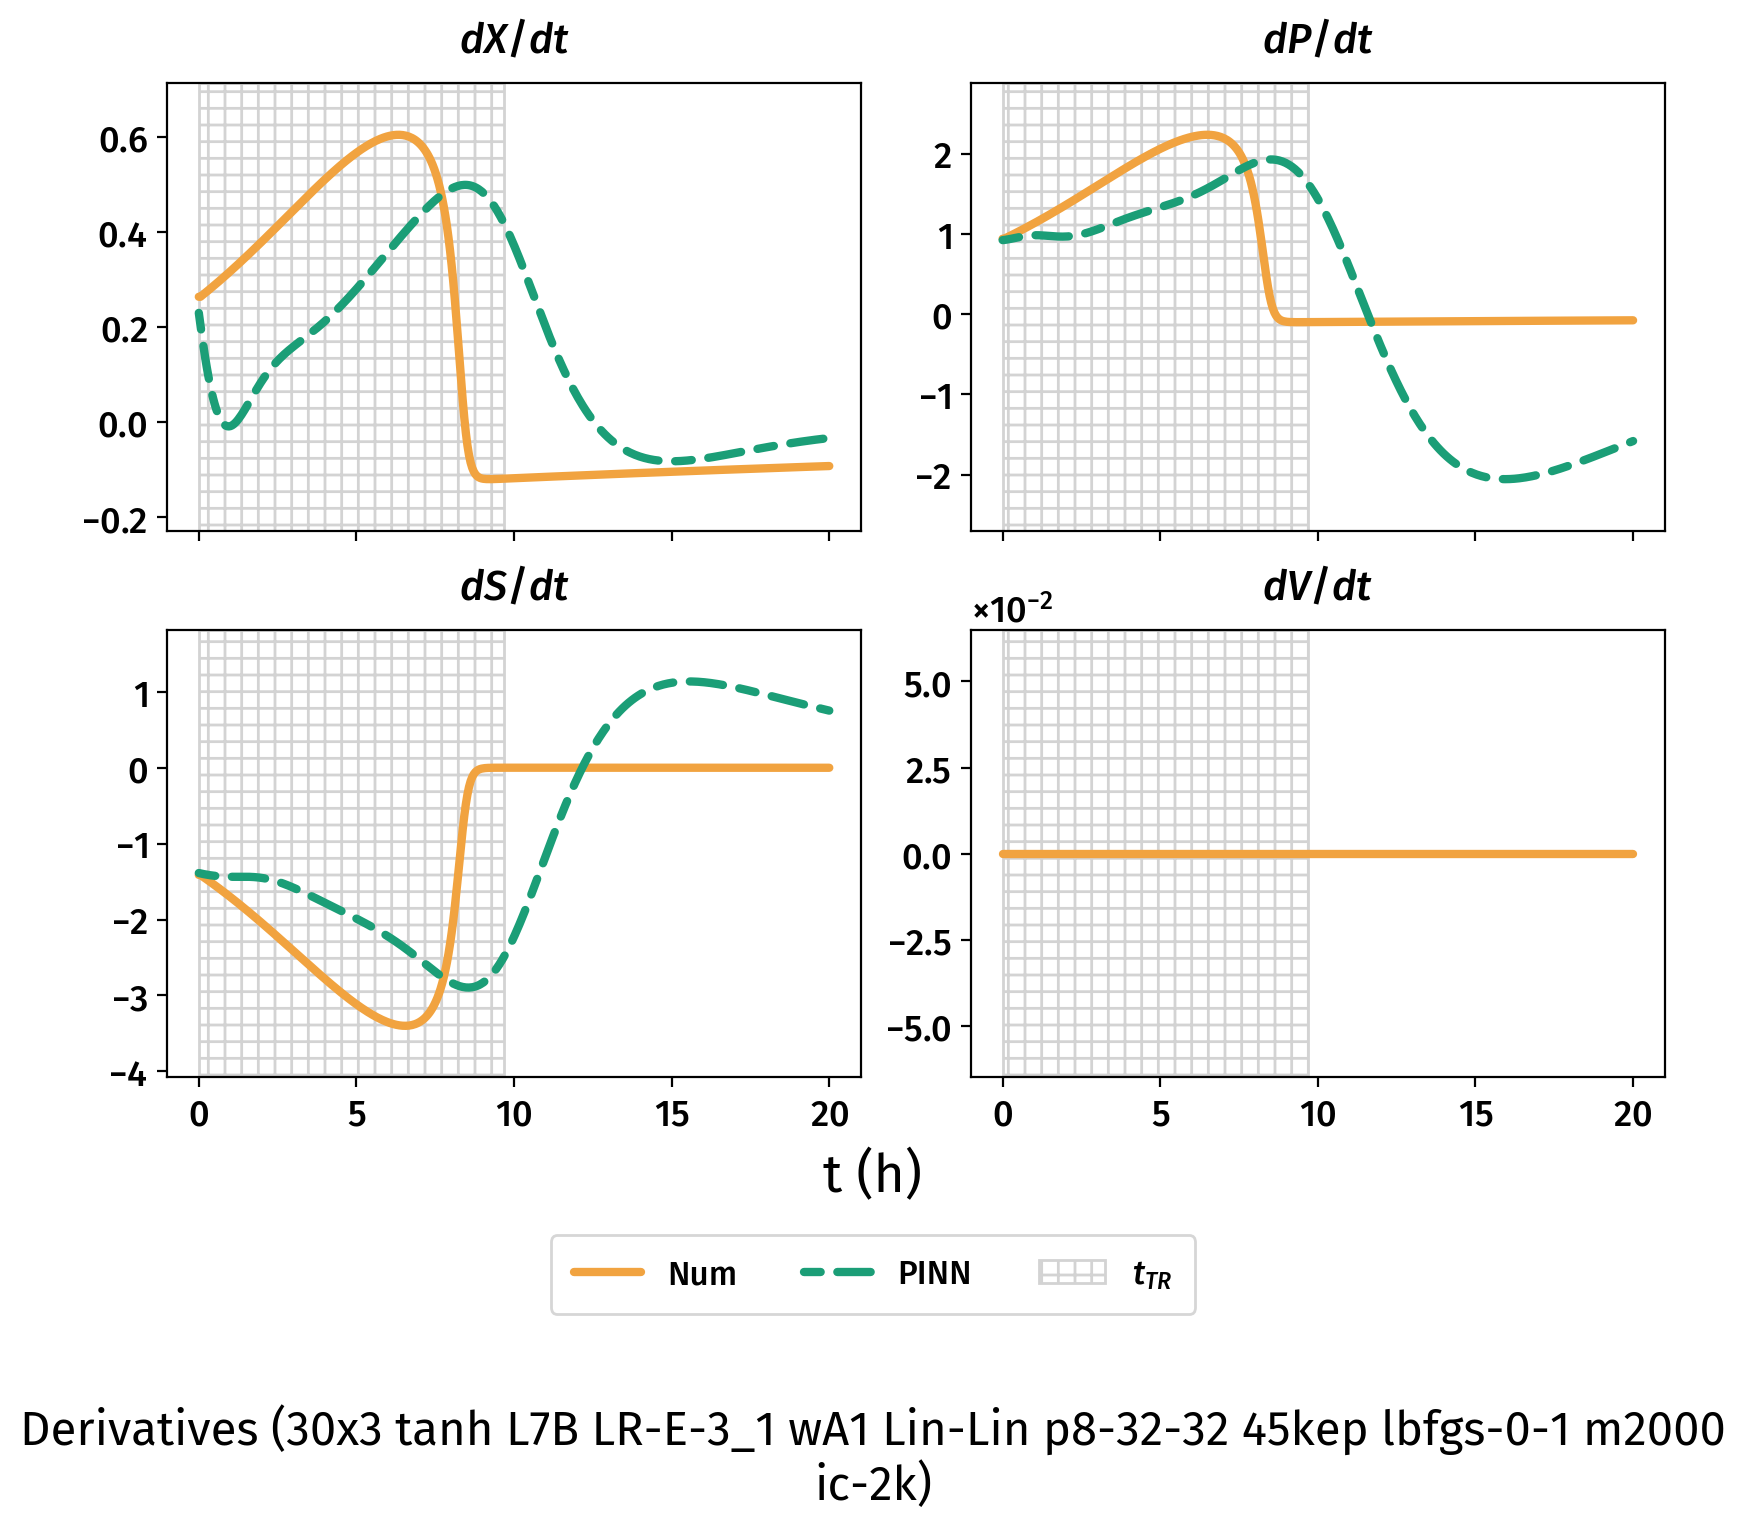 dX/dt
dP/dt
0.6
0.4
0.2
0.0
−0.2
2
1
0
−1
−2
dS/dt
dV/dt
×10⁻²
1
0
−1
−2
−3
−4
0 5 10 15 20
5.0
2.5
0.0
−2.5
−5.0
0 5 10 15 20
t (h)
Num PINN t_TR
Derivatives (30x3 tanh L7B LR-E-3_1 wA1 Lin-Lin p8-32-32 45kep lbfgs-0-1 m2000
ic-2k)